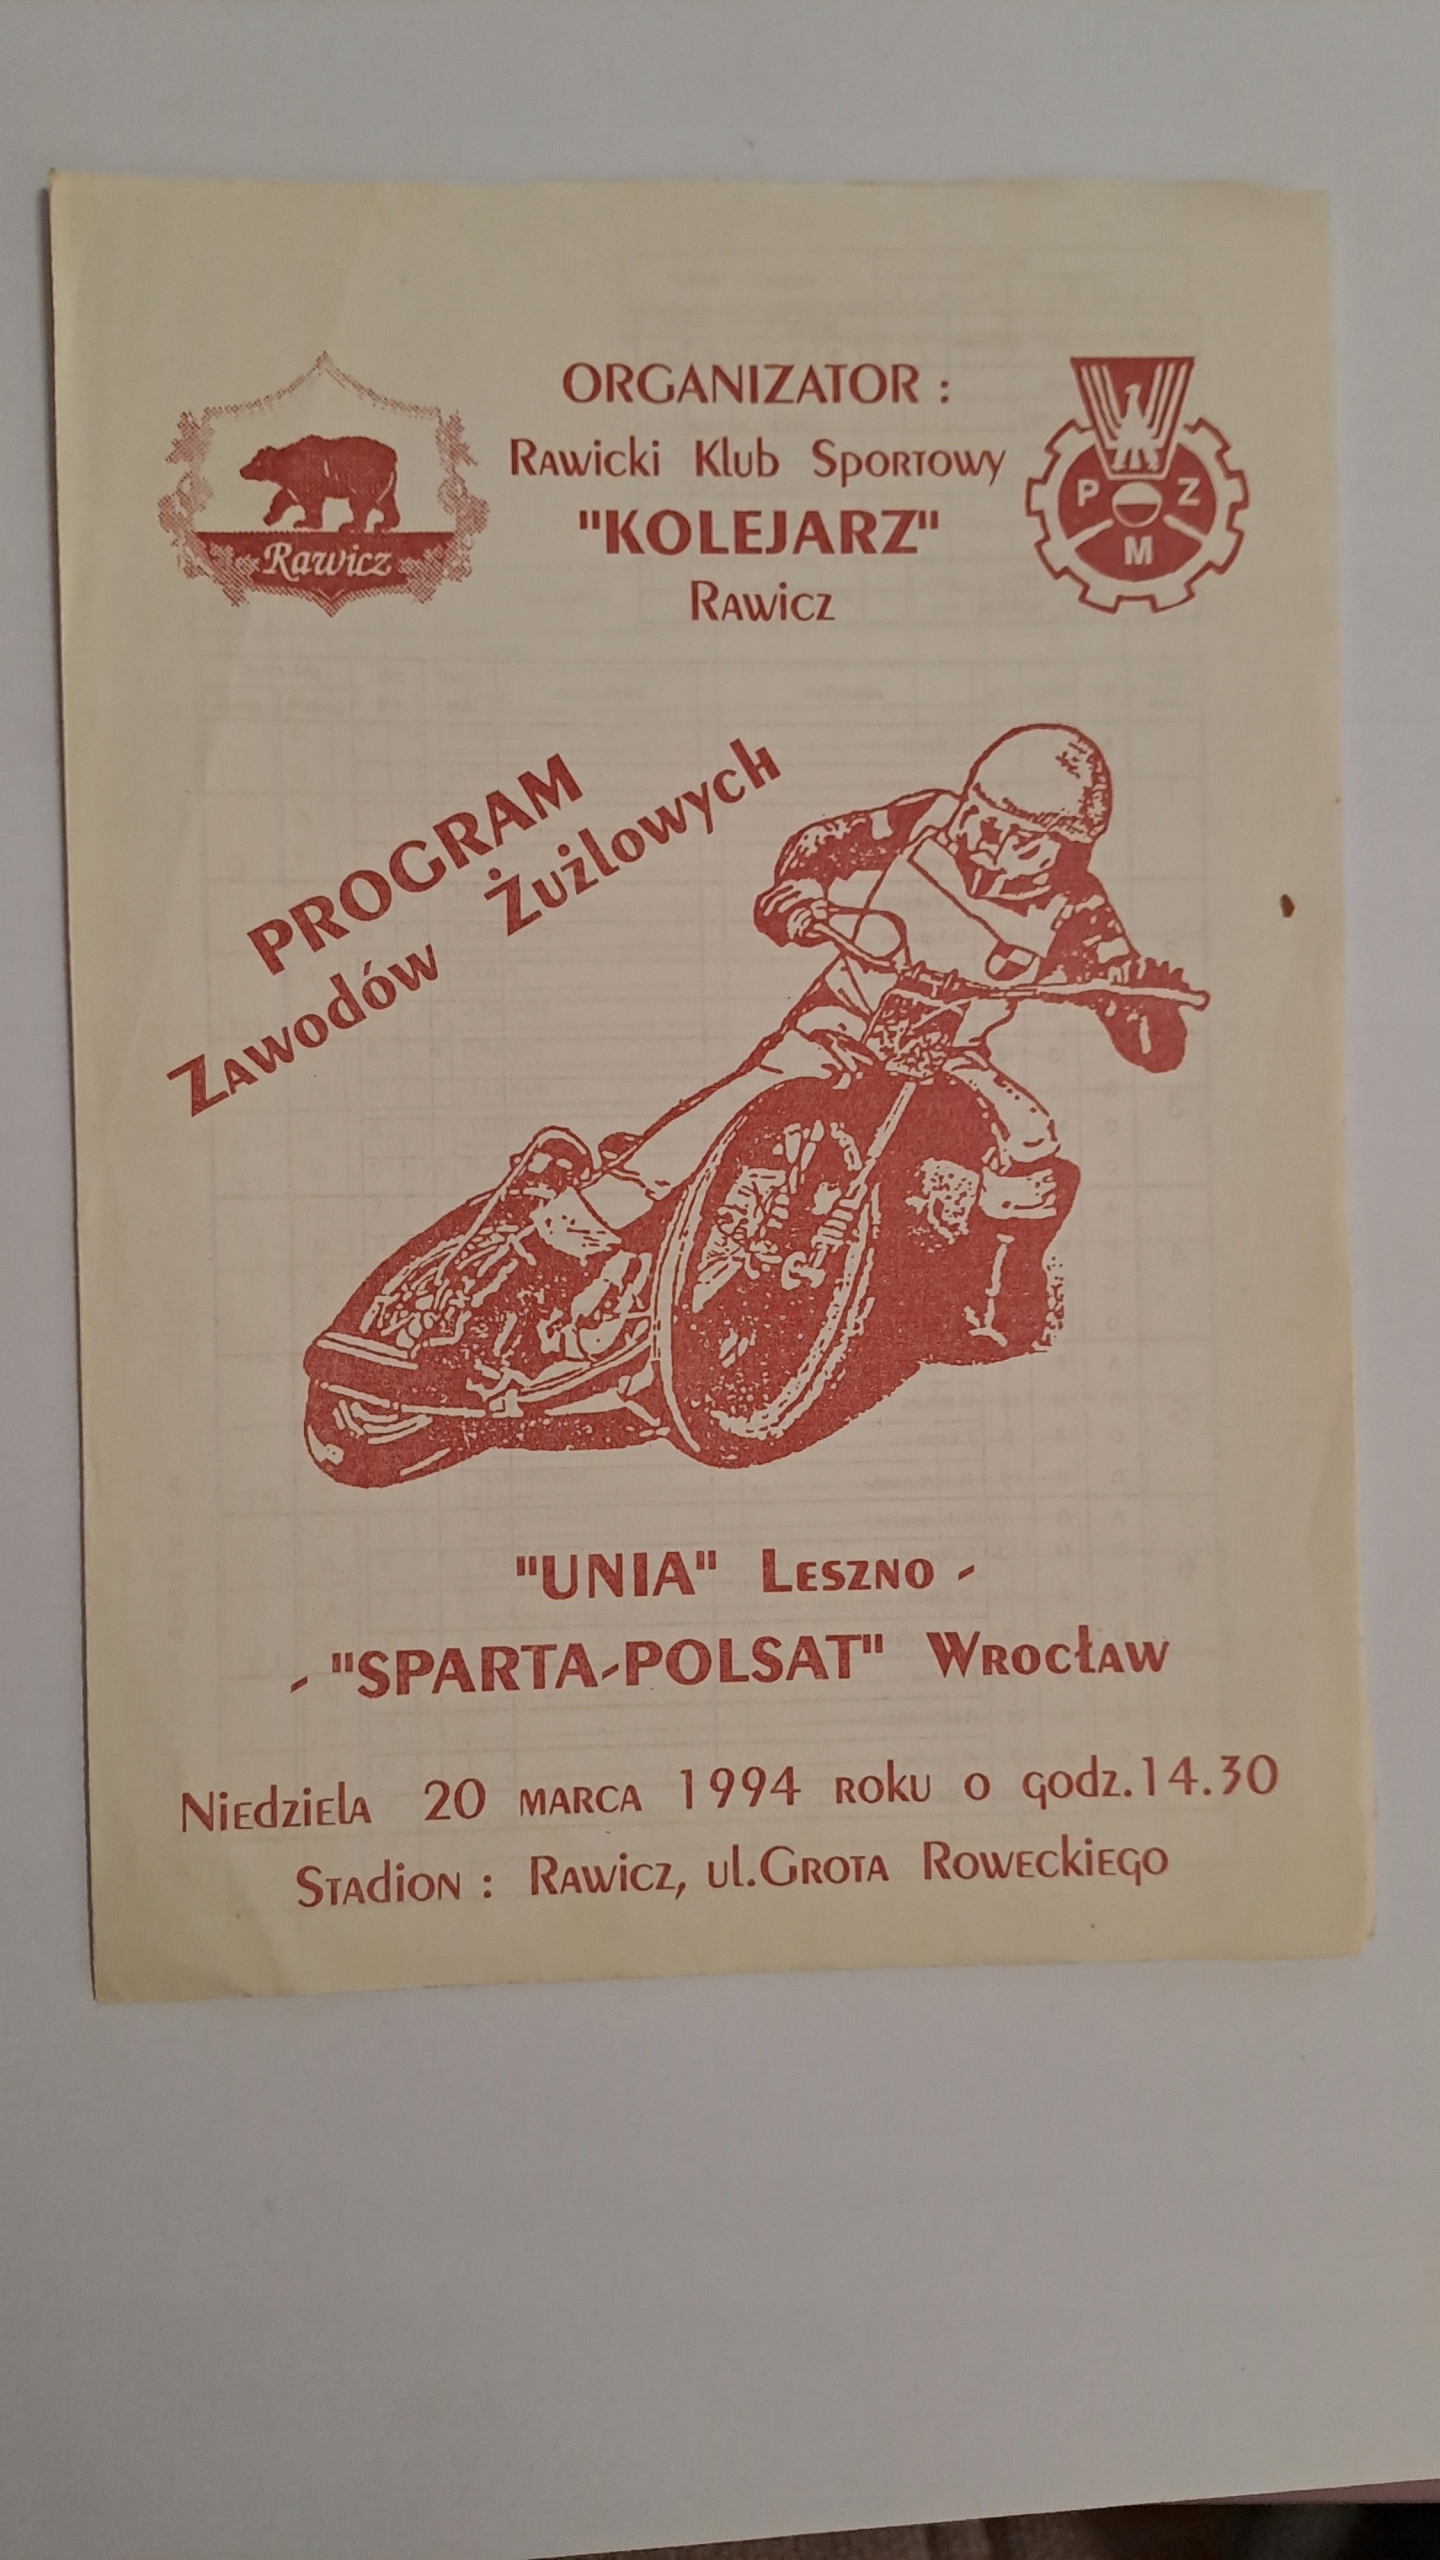 ORGANIZATOR :
Rawicki Klub Sportowy
"KOLEJARZ"
Rawicz
Rawicz
P Z
M
PROGRAM
Zawodów Żużlowych
"UNIA" Leszno -
- "SPARTA-POLSAT" Wrocław
Niedziela 20 marca 1994 roku o godz.14.30
Stadion : Rawicz, ul.Grota Roweckiego